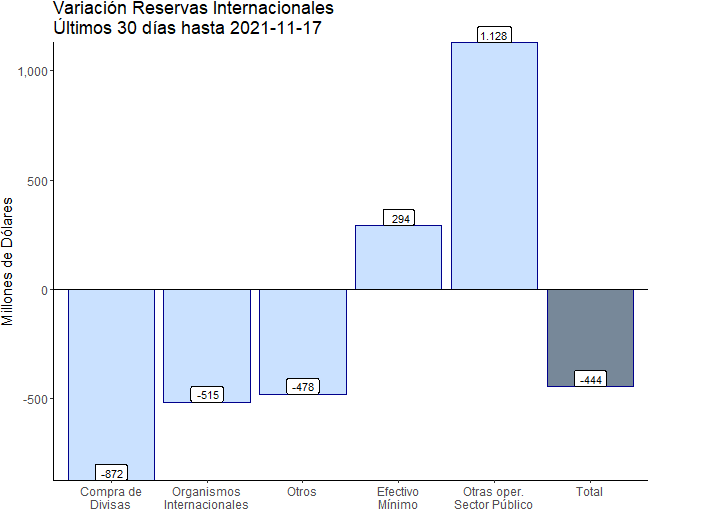 Variación Reservas Internacionales
Últimos 30 días hasta 2021-11-17
Millones de Dólares
1,000
500
0
-500
-872
-515
-478
294
1.128
-444
Compra de
Divisas
Organismos
Internacionales
Otros
Efectivo
Mínimo
Otras oper.
Sector Público
Total